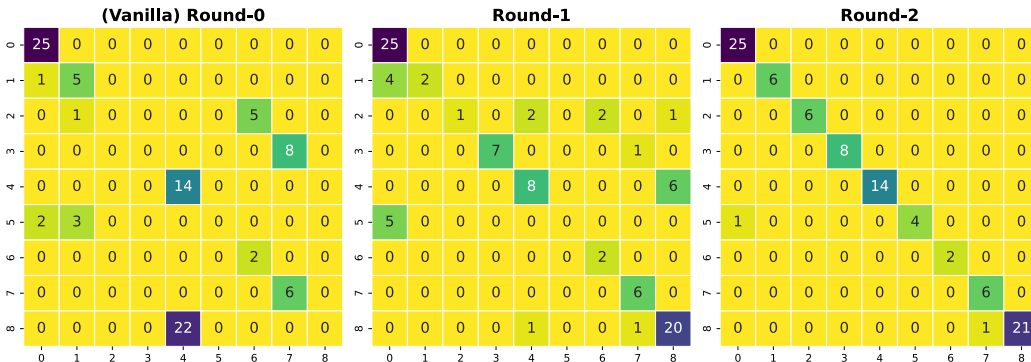 (Vanilla) Round-0 Round-1 Round-2
0 25 0 0 0 0 0 0 0 0 0 25 0 0 0 0 0 0 0 0 0 25 0 0 0 0 0 0 0 0
1 1 5 0 0 0 0 0 0 0 1 4 2 0 0 0 0 0 0 0 1 0 6 0 0 0 0 0 0 0
2 0 1 0 0 0 0 5 0 0 2 0 0 1 0 2 0 2 0 1 2 0 0 6 0 0 0 0 0 0
3 0 0 0 0 0 0 0 8 0 3 0 0 0 7 0 0 0 1 0 3 0 0 0 8 0 0 0 0 0
4 0 0 0 0 14 0 0 0 0 4 0 0 0 0 8 0 0 0 6 4 0 0 0 0 14 0 0 0 0
5 2 3 0 0 0 0 0 0 0 5 5 0 0 0 0 0 0 0 0 5 1 0 0 0 0 4 0 0 0
6 0 0 0 0 0 0 2 0 0 6 0 0 0 0 0 0 2 0 0 6 0 0 0 0 0 0 2 0 0
7 0 0 0 0 0 0 0 6 0 7 0 0 0 0 0 0 0 6 0 7 0 0 0 0 0 0 0 6 0
8 0 0 0 0 22 0 0 0 0 8 0 0 0 0 1 0 0 1 20 8 0 0 0 0 0 0 0 1 21
0 1 2 3 4 5 6 7 8 0 1 2 3 4 5 6 7 8 0 1 2 3 4 5 6 7 8